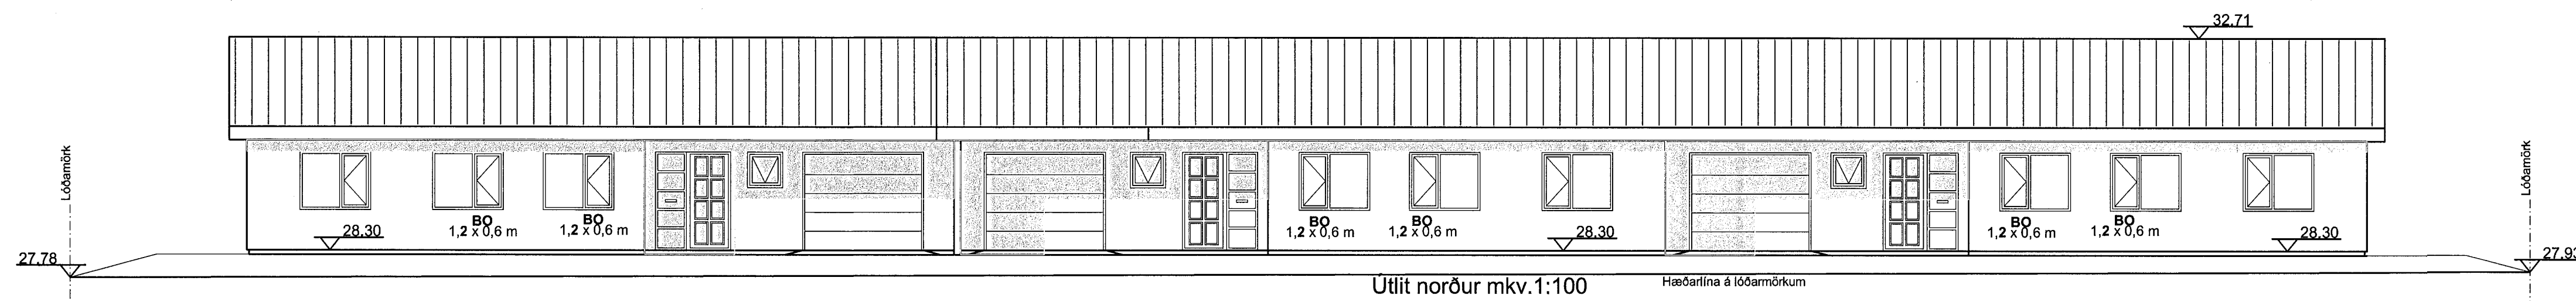 32.71
Lóðamörk
Lóðamörk
BO
1,2 x 0,6 m
BO
1,2 x 0,6 m
BO
1,2 x 0,6 m
BO
1,2 x 0,6 m
BO
1,2 x 0,6 m
BO
1,2 x 0,6 m
28.30
28.30
28.30
27.78
27.93
Útlit norður mkv.1:100
Hæðarlína á lóðarmörkum